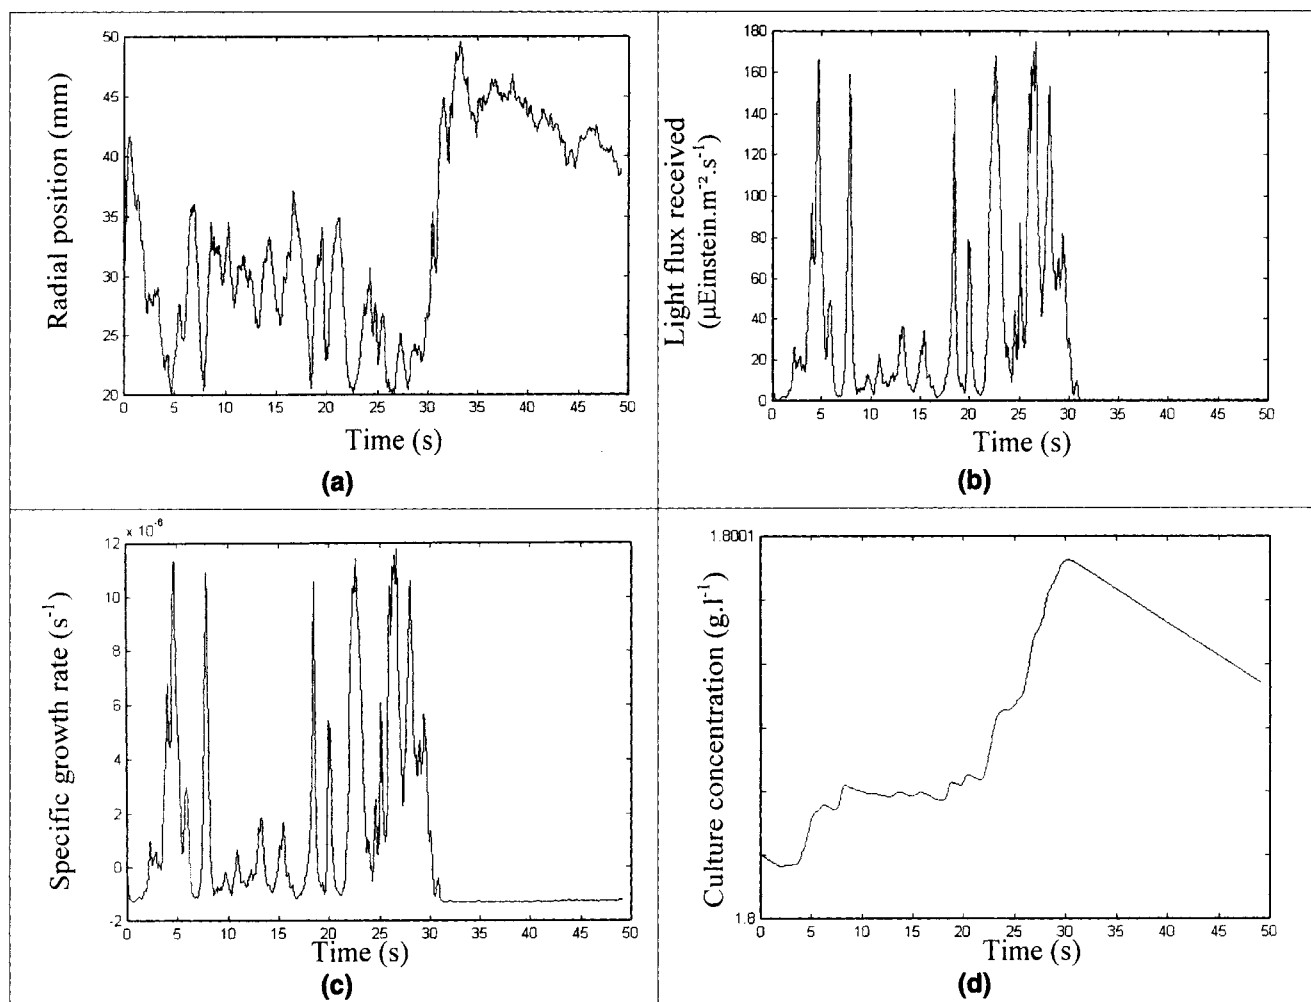 50
45
40
35
30
25
20
0 5 10 15 20 25 30 35 40 45 50
Radial position (mm)
Time (s)
(a)
180
160
140
120
100
80
60
40
20
0
0 5 10 15 20 25 30 35 40 45 50
Light flux received
(µEinstein.m⁻².s⁻¹)
Time (s)
(b)
x 10⁻⁶
12
10
8
6
4
2
0
-2
0 5 10 15 20 25 30 35 40 45 50
Specific growth rate (s⁻¹)
Time (s)
(c)
1.8001
1.8
0 5 10 15 20 25 30 35 40 45 50
Culture concentration (g.l⁻¹)
Time (s)
(d)